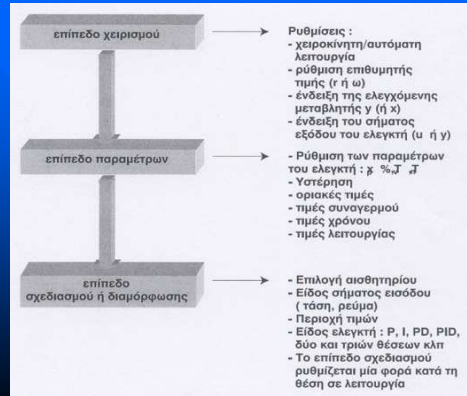 επίπεδο χειρισμού
Ρυθμίσεις :
- χειροκίνητη/αυτόματη
λειτουργία
- ρύθμιση επιθυμητής
τιμής (r ή ω)
- ένδειξη της ελεγχόμενης
μεταβλητής y (ή x)
- ένδειξη του σήματος
εξόδου του ελεγκτή (u ή y)
επίπεδο παραμέτρων
- Ρύθμιση των παραμέτρων
του ελεγκτή : %, T T
- Υστέρηση
- οριακές τιμές
- τιμές συναγερμού
- τιμές χρόνου
- τιμές λειτουργίας
επίπεδο
σχεδιασμού ή διαμόρφωσης
- Επιλογή αισθητηρίου
- Είδος σήματος εισόδου
( τάση, ρεύμα)
- Περιοχή τιμών
- Είδος ελεγκτή : P, I, PD, PID,
δύο και τριών θέσεων κλπ
- Το επίπεδο σχεδιασμού
ρυθμίζεται μία φορά κατά τη
θέση σε λειτουργία